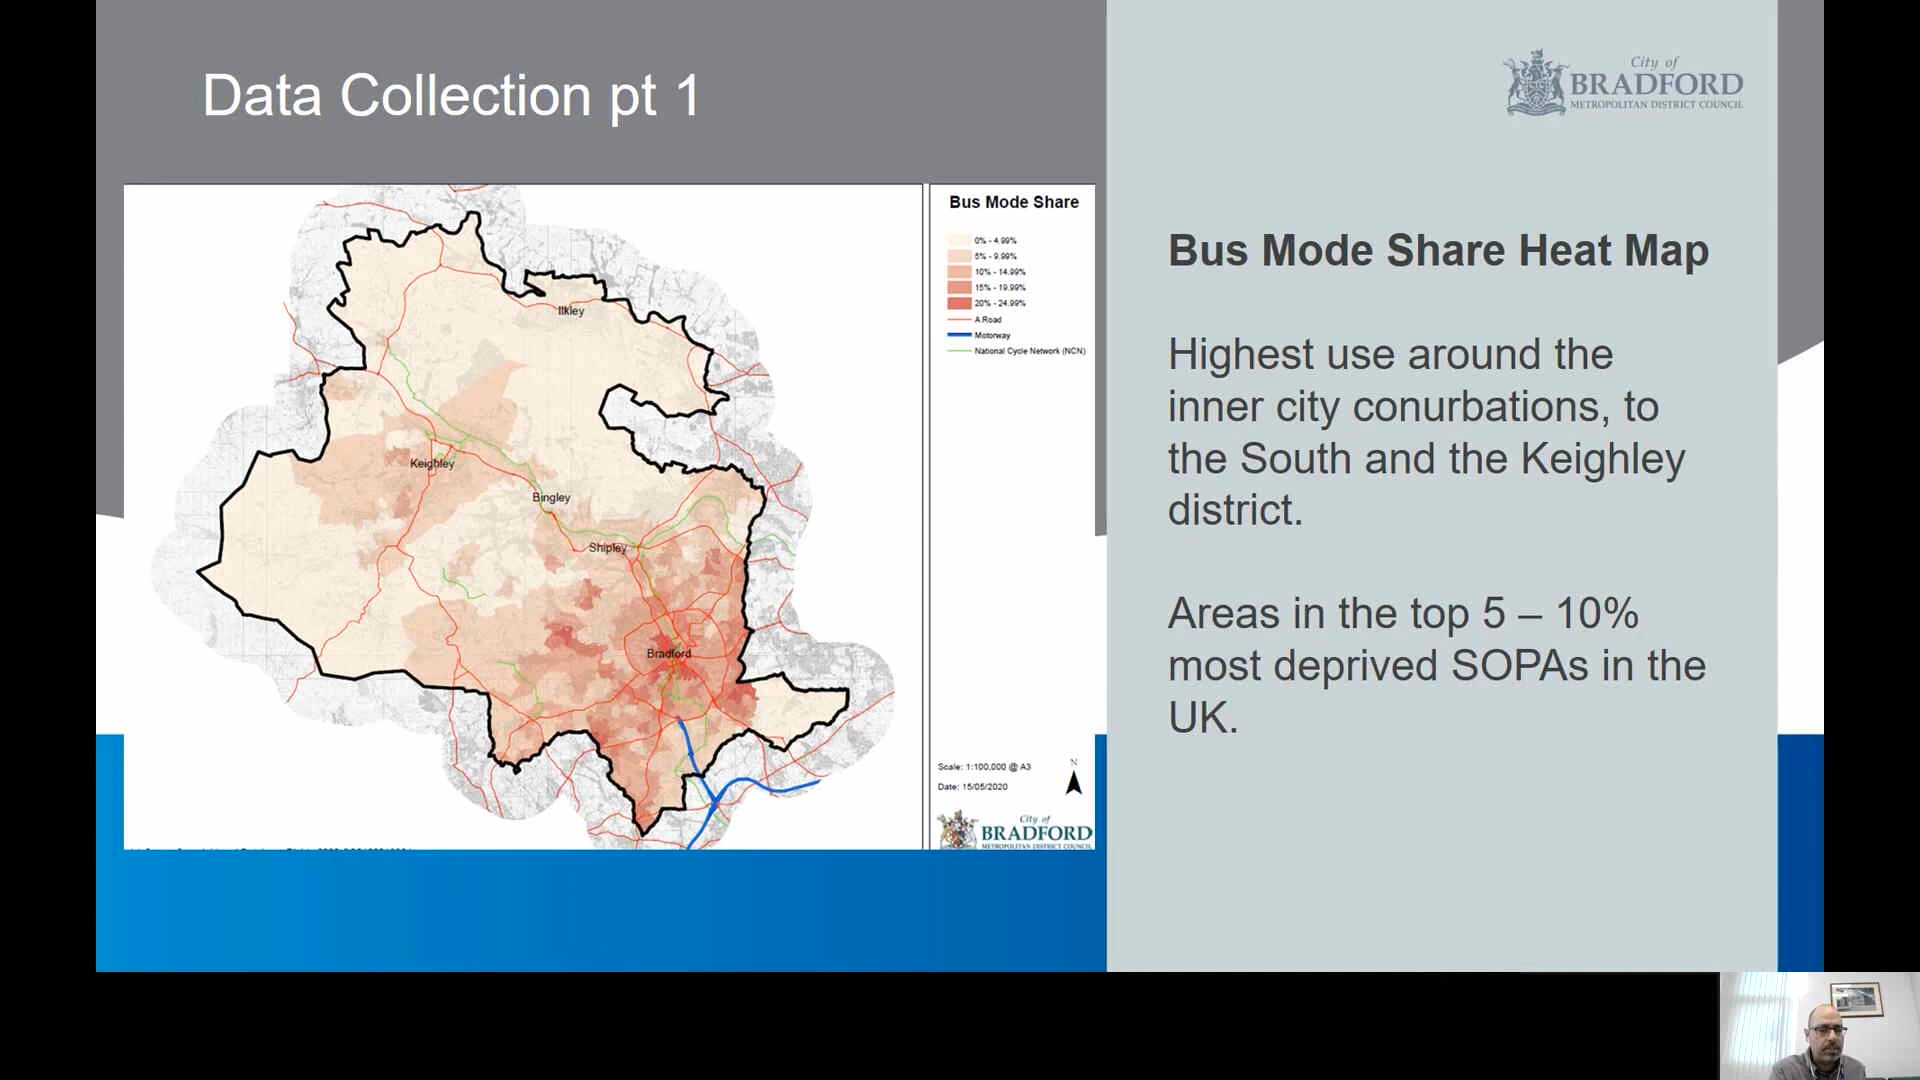 Data Collection pt 1
City of
BRADFORD
METROPOLITAN DISTRICT COUNCIL
Bus Mode Share
0% - 4.99%
5% - 9.99%
10% - 14.99%
15% - 19.99%
20% - 24.99%
A Road
Motorway
National Cycle Network (NCN)
Ilkley
Keighley
Bingley
Shipley
Bradford
Scale: 1:100,000 @ A3
N
Date: 15/05/2020
City of
BRADFORD
METROPOLITAN DISTRICT COUNCIL
Bus Mode Share Heat Map
Highest use around the
inner city conurbations, to
the South and the Keighley
district.
Areas in the top 5 – 10%
most deprived SOPAs in the
UK.